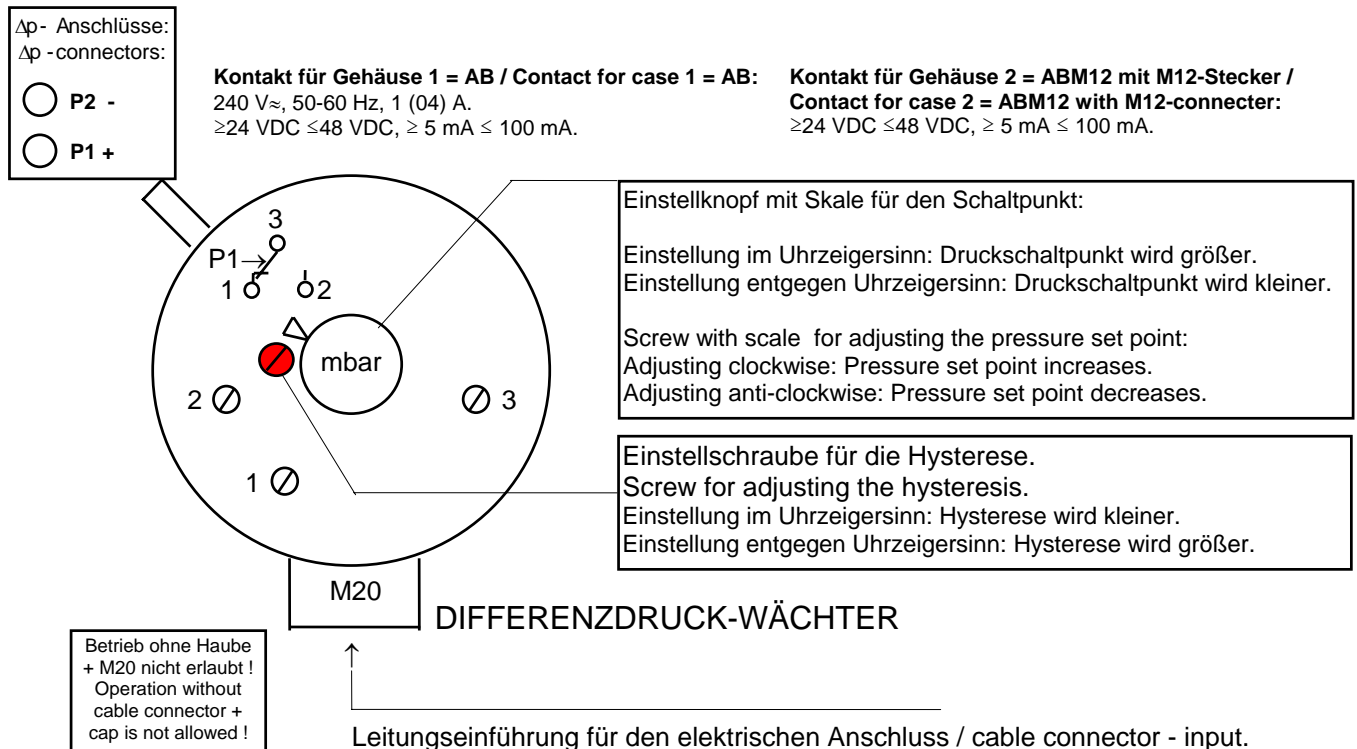 Δp - Anschlüsse:
Δp - connectors:
P2 -
P1 +
Kontakt für Gehäuse 1 = AB / Contact for case 1 = AB:
240 V≈, 50-60 Hz, 1 (04) A.
≥24 VDC ≤48 VDC, ≥ 5 mA ≤ 100 mA.
Kontakt für Gehäuse 2 = ABM12 mit M12-Stecker /
Contact for case 2 = ABM12 with M12-connecter:
≥24 VDC ≤48 VDC, ≥ 5 mA ≤ 100 mA.
3
P1→
1
2
mbar
2
3
1
M20
Einstellknopf mit Skale für den Schaltpunkt:
Einstellung im Uhrzeigersinn: Druckschaltpunkt wird größer.
Einstellung entgegen Uhrzeigersinn: Druckschaltpunkt wird kleiner.
Screw with scale for adjusting the pressure set point:
Adjusting clockwise: Pressure set point increases.
Adjusting anti-clockwise: Pressure set point decreases.
Einstellschraube für die Hysterese.
Screw for adjusting the hysteresis.
Einstellung im Uhrzeigersinn: Hysterese wird kleiner.
Einstellung entgegen Uhrzeigersinn: Hysterese wird größer.
DIFFERENZDRUCK-WÄCHTER
Betrieb ohne Haube
+ M20 nicht erlaubt !
Operation without
cable connector +
cap is not allowed !
Leitungseinführung für den elektrischen Anschluss / cable connector - input.